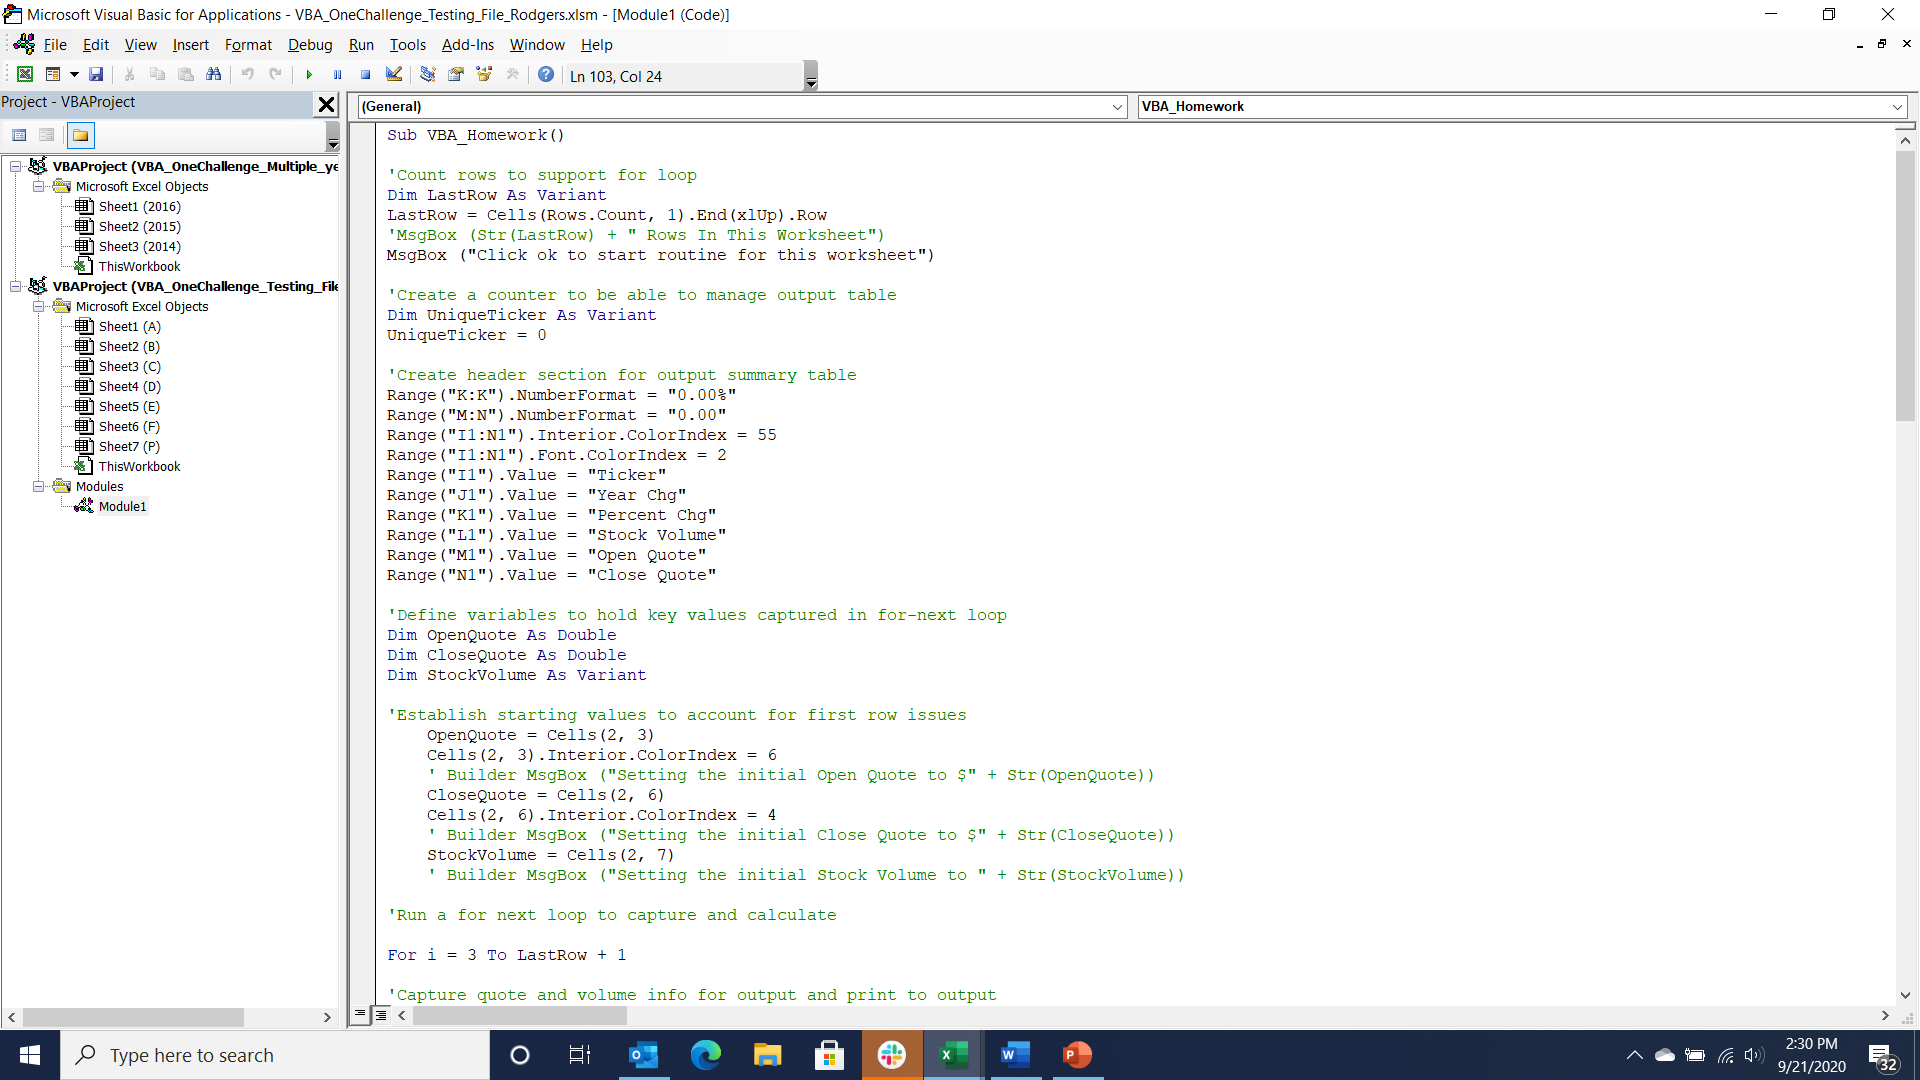 Microsoft Visual Basic for Applications - VBA_OneChallenge_Testing_File_Rodgers.xlsm - [Module1 (Code)]
File Edit View Insert Format Debug Run Tools Add-Ins Window Help
Ln 103, Col 24
Project - VBAProject
VBAProject (VBA_OneChallenge_Multiple_ye
Microsoft Excel Objects
Sheet1 (2016)
Sheet2 (2015)
Sheet3 (2014)
ThisWorkbook
VBAProject (VBA_OneChallenge_Testing_File
Microsoft Excel Objects
Sheet1 (A)
Sheet2 (B)
Sheet3 (C)
Sheet4 (D)
Sheet5 (E)
Sheet6 (F)
Sheet7 (P)
ThisWorkbook
Modules
Module1
(General)
VBA_Homework
Sub VBA_Homework()
'Count rows to support for loop
Dim LastRow As Variant
LastRow = Cells(Rows.Count, 1).End(xlUp).Row
'MsgBox (Str(LastRow) + " Rows In This Worksheet")
MsgBox ("Click ok to start routine for this worksheet")
'Create a counter to be able to manage output table
Dim UniqueTicker As Variant
UniqueTicker = 0
'Create header section for output summary table
Range("K:K").NumberFormat = "0.00%"
Range("M:N").NumberFormat = "0.00"
Range("I1:N1").Interior.ColorIndex = 55
Range("I1:N1").Font.ColorIndex = 2
Range("I1").Value = "Ticker"
Range("J1").Value = "Year Chg"
Range("K1").Value = "Percent Chg"
Range("L1").Value = "Stock Volume"
Range("M1").Value = "Open Quote"
Range("N1").Value = "Close Quote"
'Define variables to hold key values captured in for-next loop
Dim OpenQuote As Double
Dim CloseQuote As Double
Dim StockVolume As Variant
'Establish starting values to account for first row issues
OpenQuote = Cells(2, 3)
Cells(2, 3).Interior.ColorIndex = 6
' Builder MsgBox ("Setting the initial Open Quote to $" + Str(OpenQuote))
CloseQuote = Cells(2, 6)
Cells(2, 6).Interior.ColorIndex = 4
' Builder MsgBox ("Setting the initial Close Quote to $" + Str(CloseQuote))
StockVolume = Cells(2, 7)
' Builder MsgBox ("Setting the initial Stock Volume to " + Str(StockVolume))
'Run a for next loop to capture and calculate
For i = 3 To LastRow + 1
'Capture quote and volume info for output and print to output
Type here to search
2:30 PM
9/21/2020
32